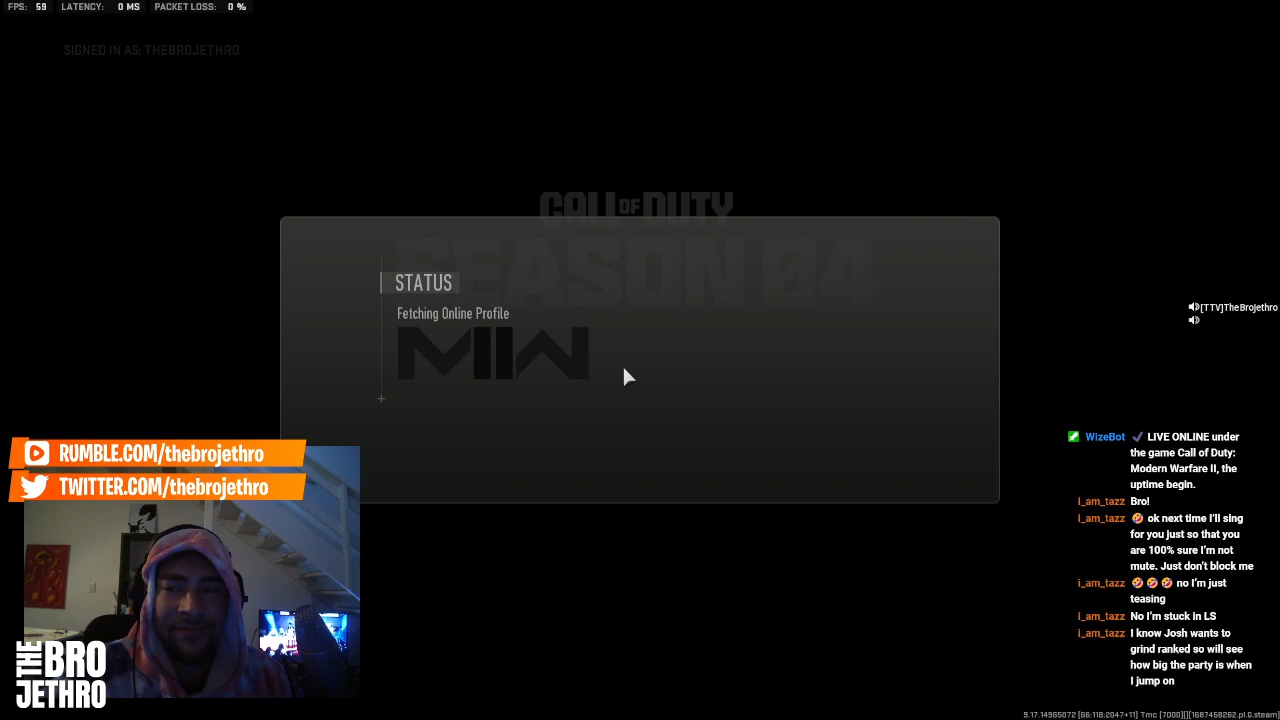 FPS: 59 LATENCY: 0 MS PACKET LOSS: 0 %
SIGNED IN AS: THEBROJETHRO
CALL OF DUTY
SEASON 04
STATUS
Fetching Online Profile
MW
[TTV]TheBrojethro
RUMBLE.COM/thebrojethro
TWITTER.COM/thebrojethro
THE BRO
JETHRO
WizeBot ✔ LIVE ONLINE under
the game Call of Duty:
Modern Warfare II, the
uptime begin.
i_am_tazz Bro!
i_am_tazz 🤣 ok next time I'll sing
for you just so that you
are 100% sure I'm not
mute. Just don't block me
i_am_tazz 🤣 🤣 🤣 no I'm just
teasing
i_am_tazz No I'm stuck in LS
i_am_tazz I know Josh wants to
grind ranked so will see
how big the party is when
I jump on